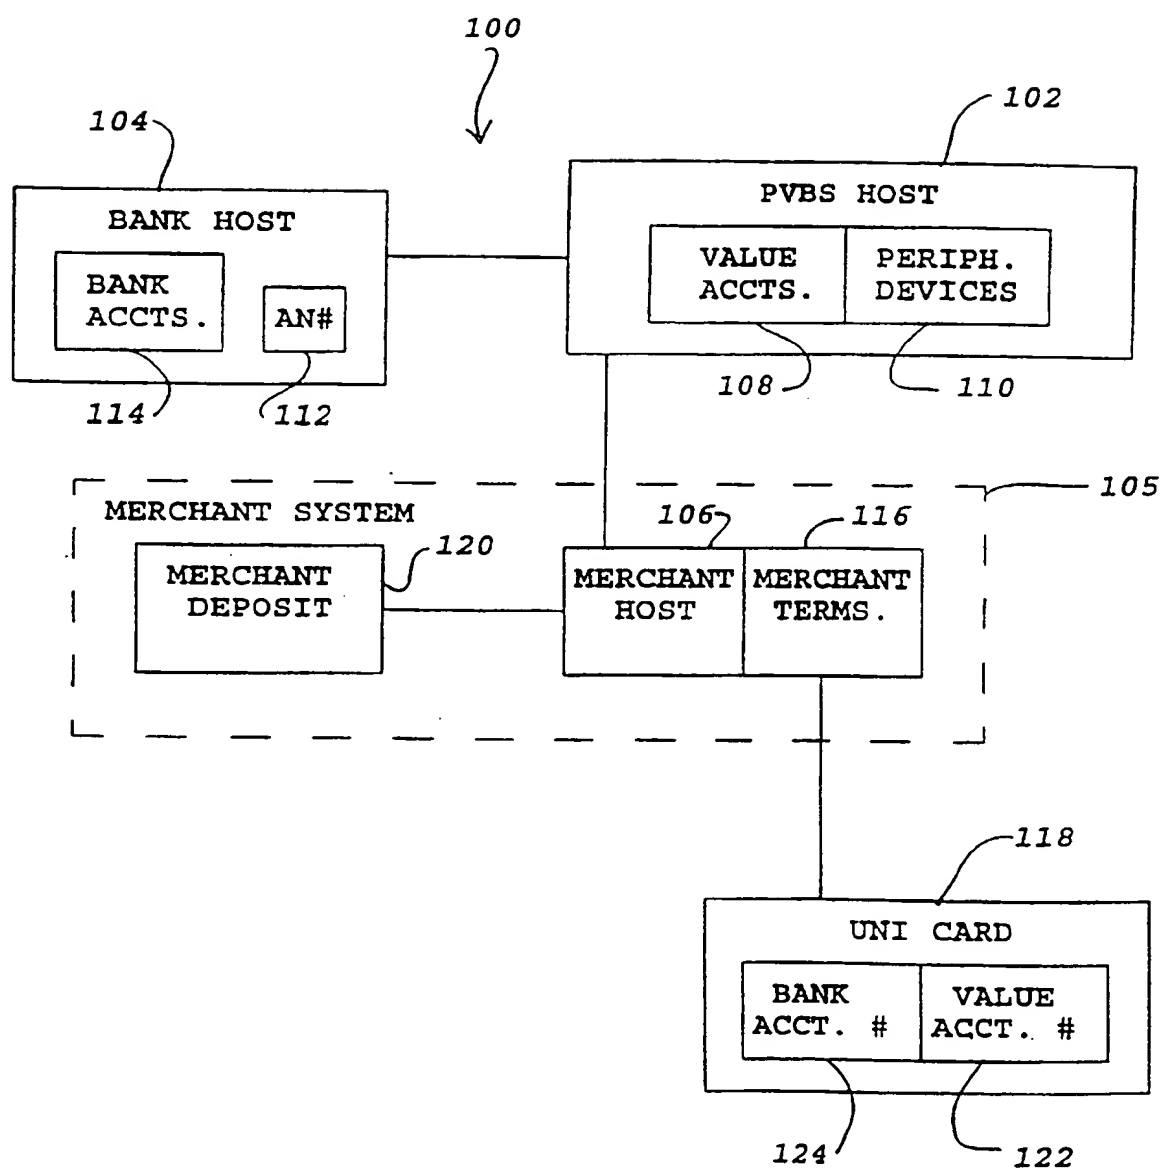 100
102
104
PVBS HOST
BANK HOST
VALUE
ACCTS.
PERIPH.
DEVICES
BANK
ACCTS.
AN#
108
110
114
112
105
MERCHANT SYSTEM
106
116
120
MERCHANT
DEPOSIT
MERCHANT
HOST
MERCHANT
TERMS.
118
UNI CARD
BANK
ACCT. #
VALUE
ACCT. #
124
122